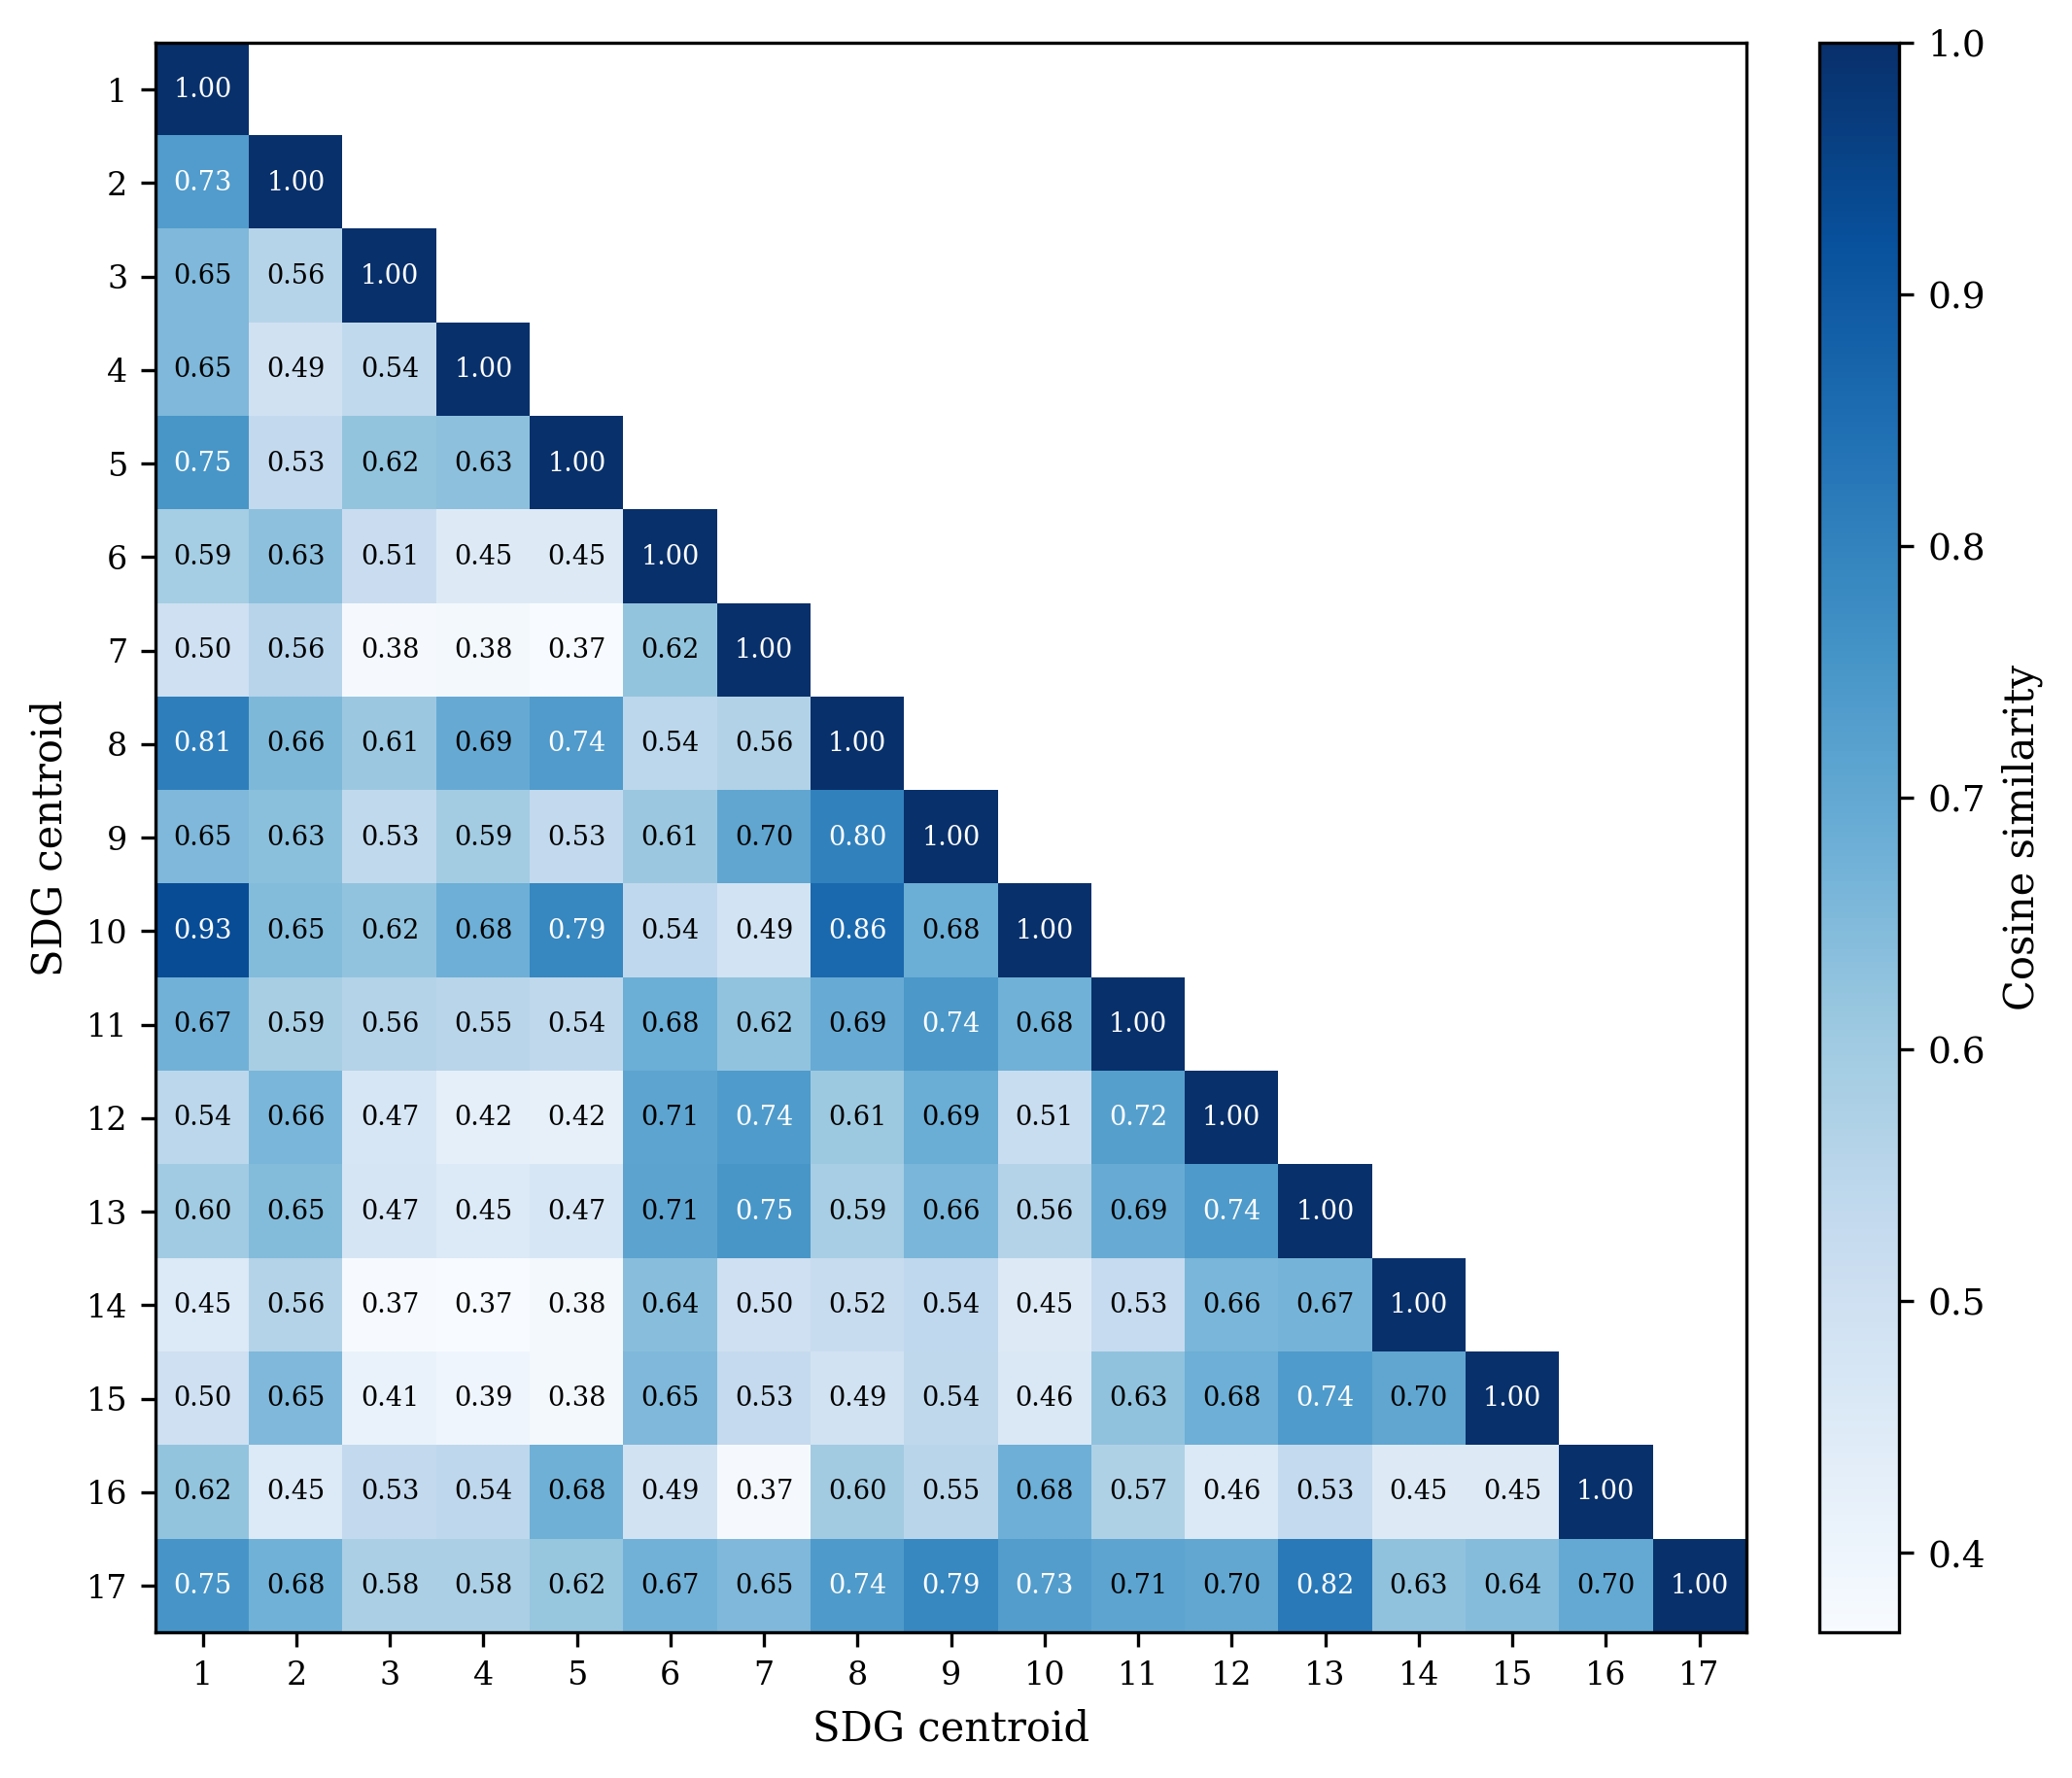 1 1.00
2 0.73 1.00
3 0.65 0.56 1.00
4 0.65 0.49 0.54 1.00
5 0.75 0.53 0.62 0.63 1.00
6 0.59 0.63 0.51 0.45 0.45 1.00
7 0.50 0.56 0.38 0.38 0.37 0.62 1.00
8 0.81 0.66 0.61 0.69 0.74 0.54 0.56 1.00
9 0.65 0.63 0.53 0.59 0.53 0.61 0.70 0.80 1.00
10 0.93 0.65 0.62 0.68 0.79 0.54 0.49 0.86 0.68 1.00
11 0.67 0.59 0.56 0.55 0.54 0.68 0.62 0.69 0.74 0.68 1.00
12 0.54 0.66 0.47 0.42 0.42 0.71 0.74 0.61 0.69 0.51 0.72 1.00
13 0.60 0.65 0.47 0.45 0.47 0.71 0.75 0.59 0.66 0.56 0.69 0.74 1.00
14 0.45 0.56 0.37 0.37 0.38 0.64 0.50 0.52 0.54 0.45 0.53 0.66 0.67 1.00
15 0.50 0.65 0.41 0.39 0.38 0.65 0.53 0.49 0.54 0.46 0.63 0.68 0.74 0.70 1.00
16 0.62 0.45 0.53 0.54 0.68 0.49 0.37 0.60 0.55 0.68 0.57 0.46 0.53 0.45 0.45 1.00
17 0.75 0.68 0.58 0.58 0.62 0.67 0.65 0.74 0.79 0.73 0.71 0.70 0.82 0.63 0.64 0.70 1.00
1 2 3 4 5 6 7 8 9 10 11 12 13 14 15 16 17
SDG centroid
SDG centroid
1.0
0.9
0.8
0.7
0.6
0.5
0.4
Cosine similarity